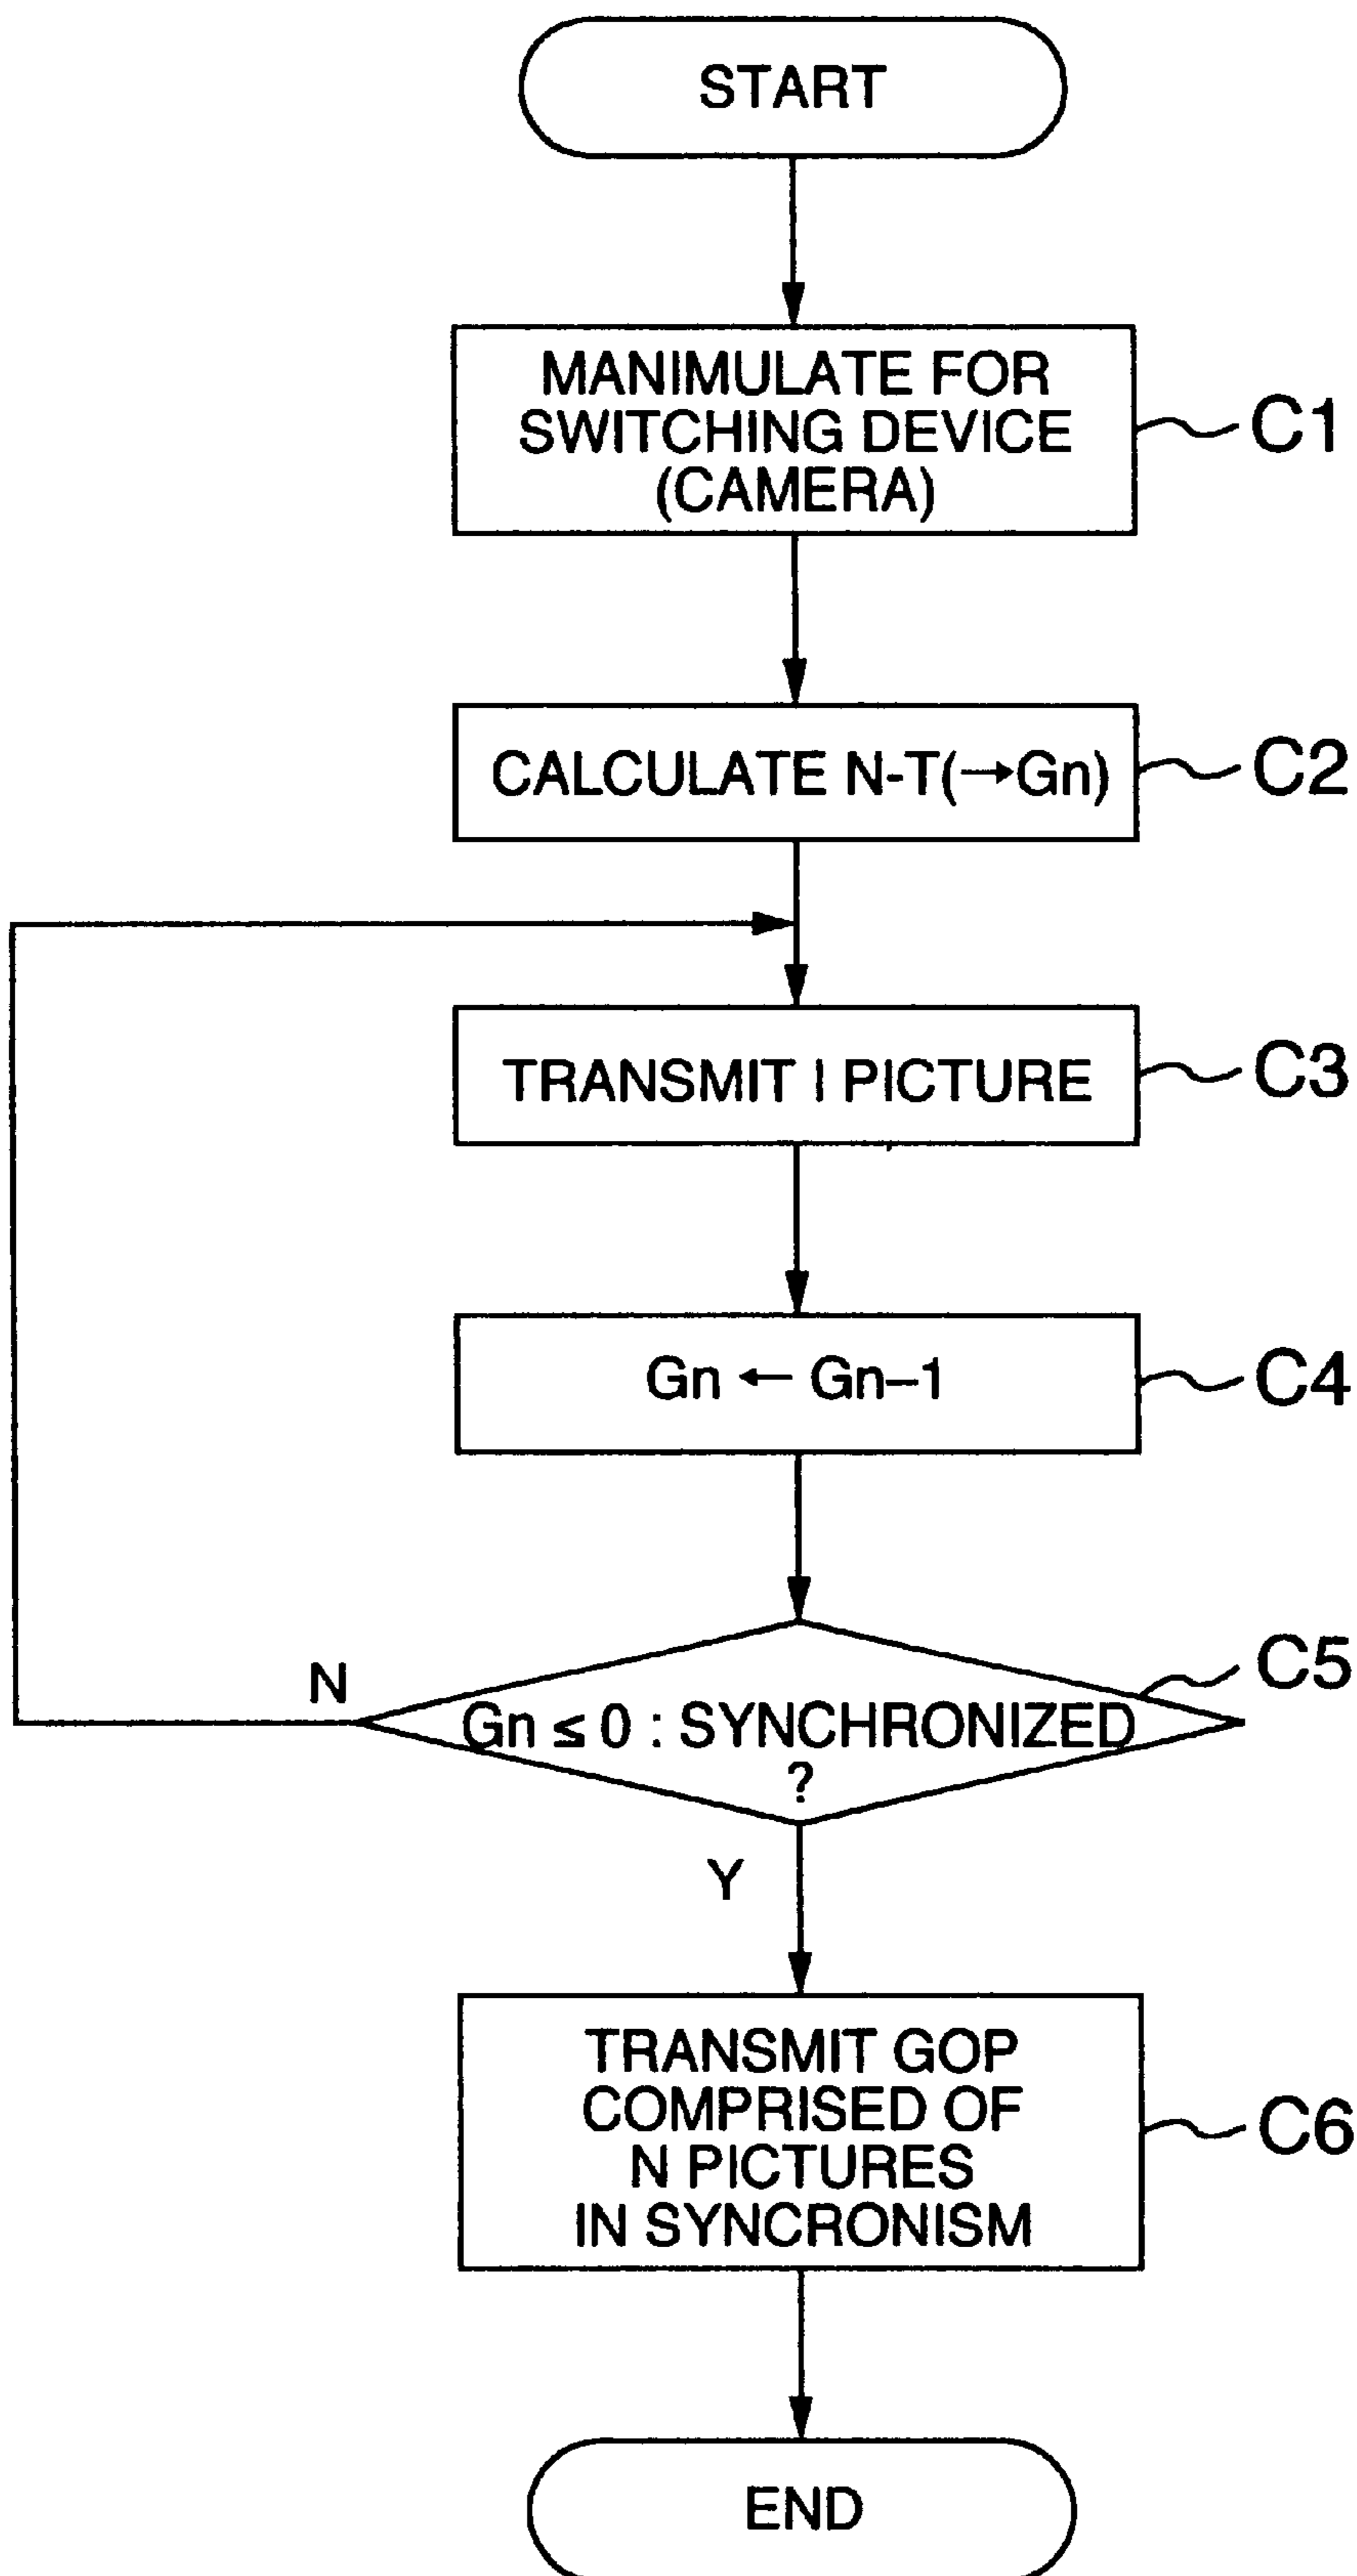 START
MANIMULATE FOR
SWITCHING DEVICE
(CAMERA)
C1
CALCULATE N-T(→Gn)
C2
TRANSMIT I PICTURE
C3
Gn ← Gn–1
C4
C5
N
Gn ≤ 0 : SYNCHRONIZED
?
Y
TRANSMIT GOP
COMPRISED OF
N PICTURES
IN SYNCRONISM
C6
END